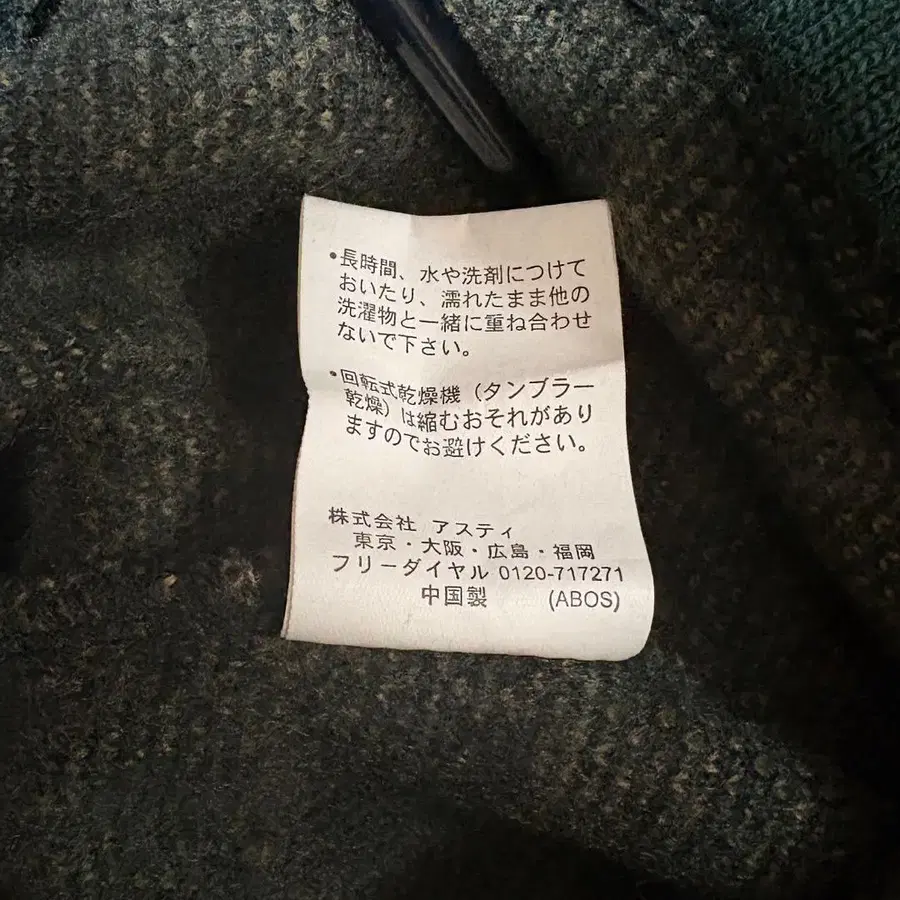 •長時間、水や洗剤につけて
おいたり、濡れたまま他の
洗濯物と一緒に重ね合わせ
ないで下さい。
•回転式乾燥機（タンブラー
乾燥）は縮むおそれがあり
ますのでお避けください。
株式会社 アスティ
東京・大阪・広島・福岡
フリーダイヤル 0120-717271
中国製 (ABOS)